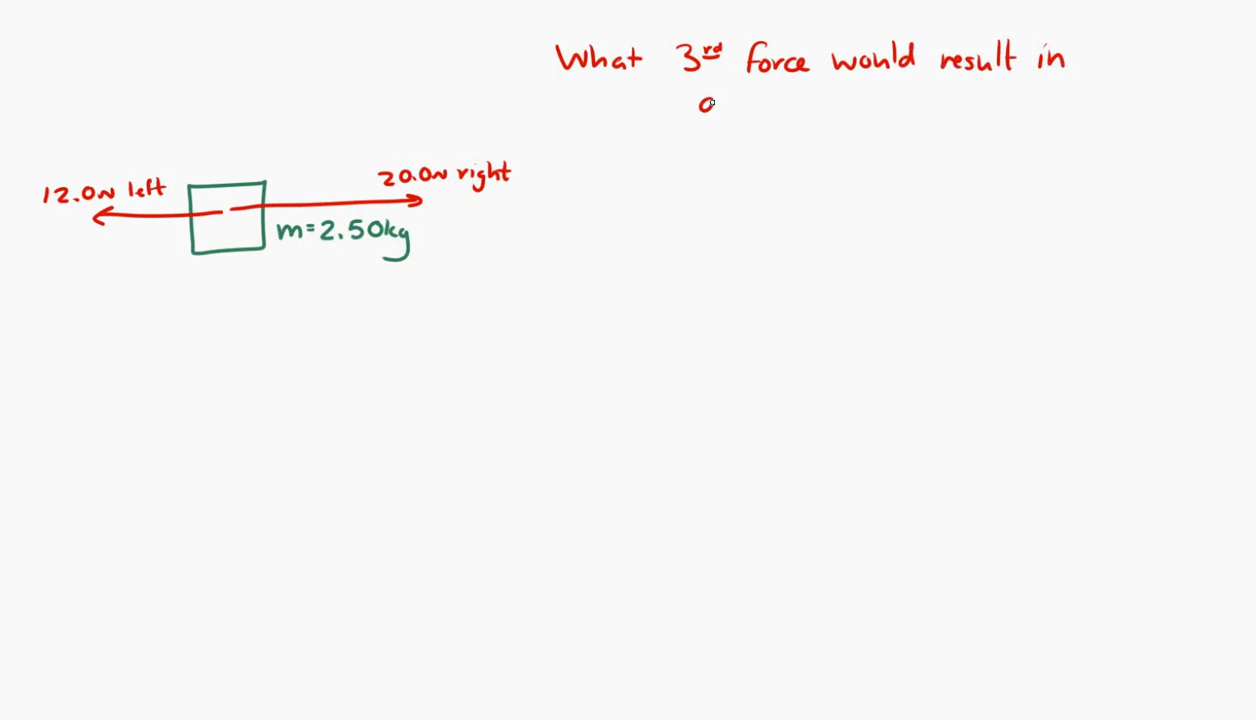 What 3rd force would result in
a
12.0N left
20.0N right
m=2.50kg